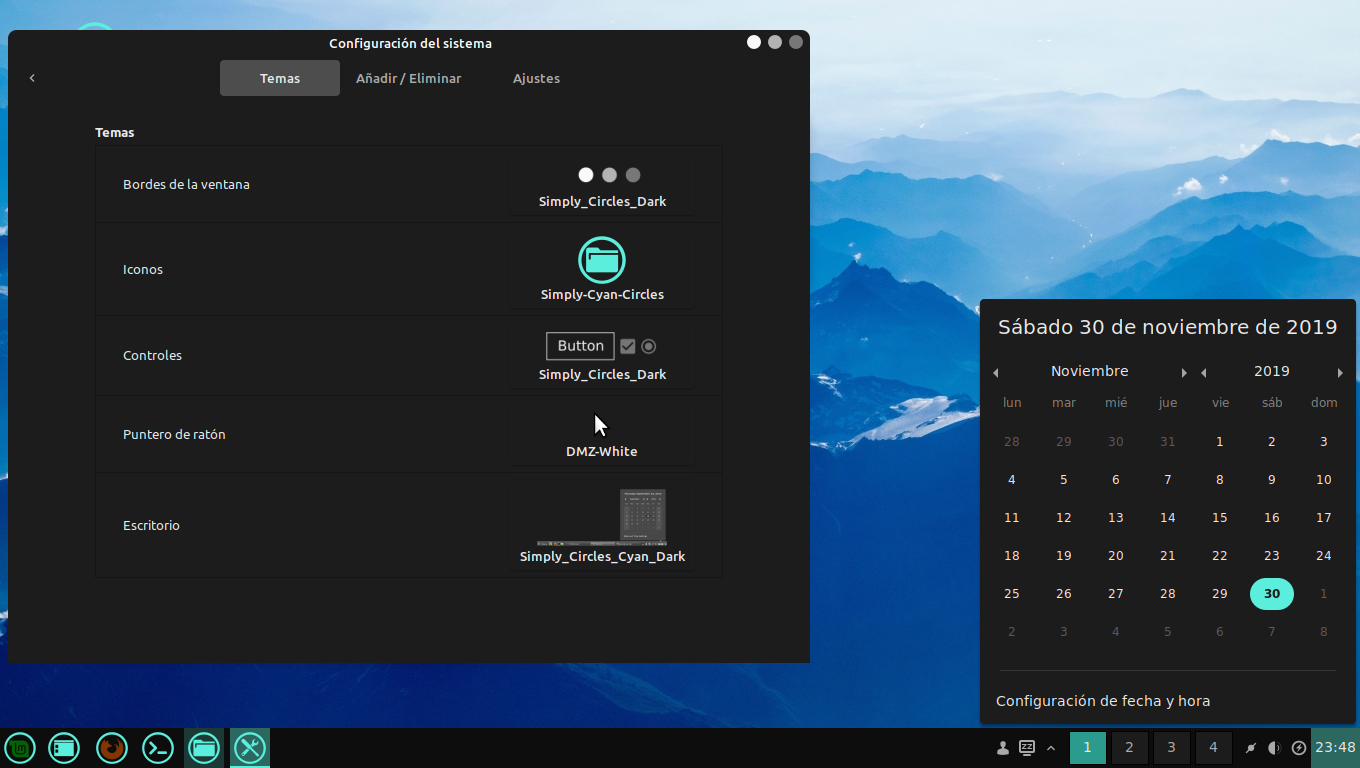 Configuración del sistema
Temas
Añadir / Eliminar
Ajustes
Temas
Bordes de la ventana
Simply_Circles_Dark
Iconos
Simply-Cyan-Circles
Controles
Button
Simply_Circles_Dark
Puntero de ratón
DMZ-White
Escritorio
Simply_Circles_Cyan_Dark
Sábado 30 de noviembre de 2019
Noviembre 2019
lun mar mié jue vie sáb dom
28 29 30 31 1 2 3
4 5 6 7 8 9 10
11 12 13 14 15 16 17
18 19 20 21 22 23 24
25 26 27 28 29 30 1
2 3 4 5 6 7 8
Configuración de fecha y hora
1 2 3 4 23:48